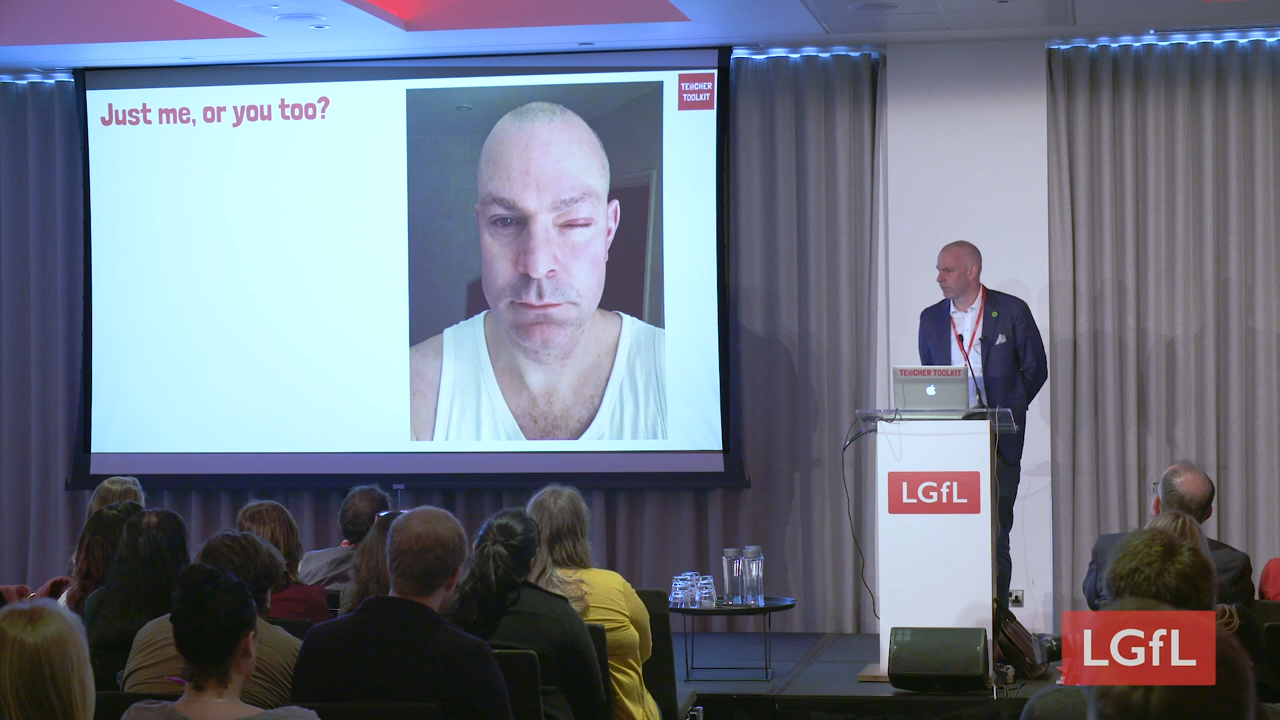 Just me, or you too?
TE@CHER
TOOLKIT
TE@CHER TOOLKIT
LGfL
LGfL